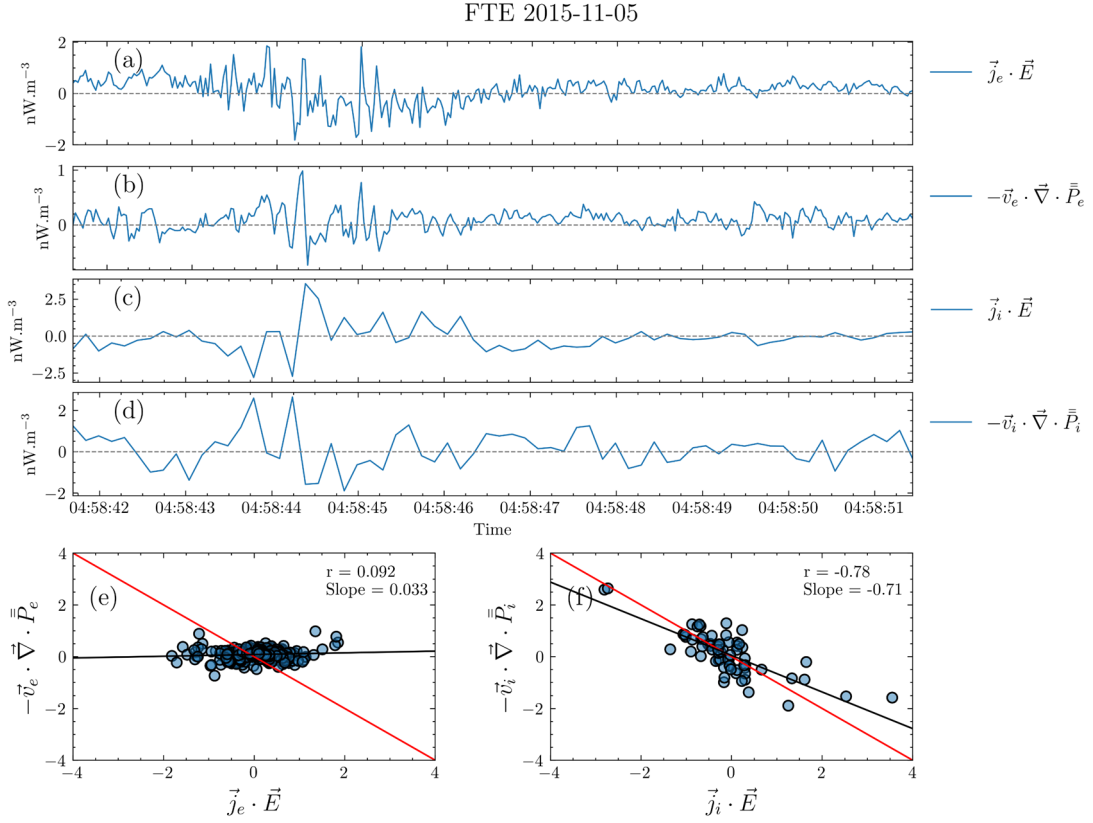 FTE 2015-11-05
2
0
−2
nW.m⁻³
(a)
j⃗ₑ · E⃗
1
0
nW.m⁻³
(b)
−v⃗ₑ · ∇⃗ · P̿ₑ
2.5
0.0
−2.5
nW.m⁻³
(c)
j⃗ᵢ · E⃗
2
0
−2
nW.m⁻³
(d)
−v⃗ᵢ · ∇⃗ · P̿ᵢ
04:58:42 04:58:43 04:58:44 04:58:45 04:58:46 04:58:47 04:58:48 04:58:49 04:58:50 04:58:51
Time
4
2
0
−2
−4
−v⃗ₑ · ∇⃗ · P̿ₑ
(e)
r = 0.092
Slope = 0.033
−4 −2 0 2 4
j⃗ₑ · E⃗
4
2
0
−2
−4
−v⃗ᵢ · ∇⃗ · P̿ᵢ
(f)
r = -0.78
Slope = -0.71
−4 −2 0 2 4
j⃗ᵢ · E⃗